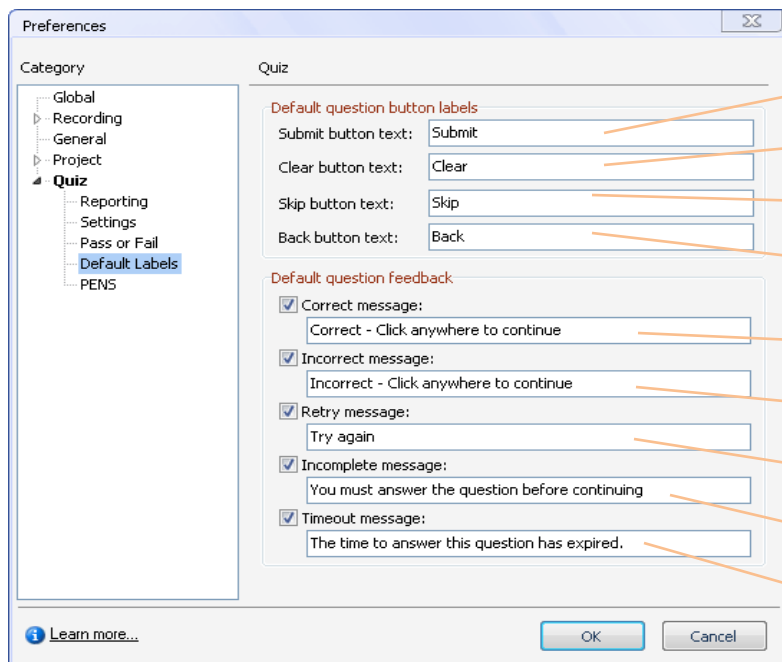 Preferences
Category
Global
Recording
General
Project
Quiz
Reporting
Settings
Pass or Fail
Default Labels
PENS
Quiz
Default question button labels
Submit button text: Submit
Clear button text: Clear
Skip button text: Skip
Back button text: Back
Default question feedback
Correct message:
Correct - Click anywhere to continue
Incorrect message:
Incorrect - Click anywhere to continue
Retry message:
Try again
Incomplete message:
You must answer the question before continuing
Timeout message:
The time to answer this question has expired.
Learn more...
OK Cancel